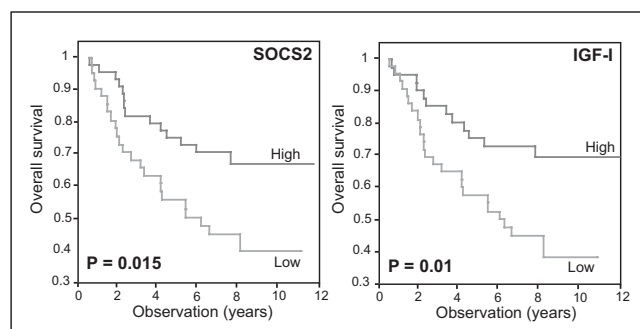 SOCS2
Overall survival
1
0.9
0.8
0.7
0.6
0.5
0.4
0.3
High
Low
P = 0.015
0 2 4 6 8 10 12
Observation (years)
IGF-I
Overall survival
1
0.9
0.8
0.7
0.6
0.5
0.4
0.3
High
Low
P = 0.01
0 2 4 6 8 10 12
Observation (years)